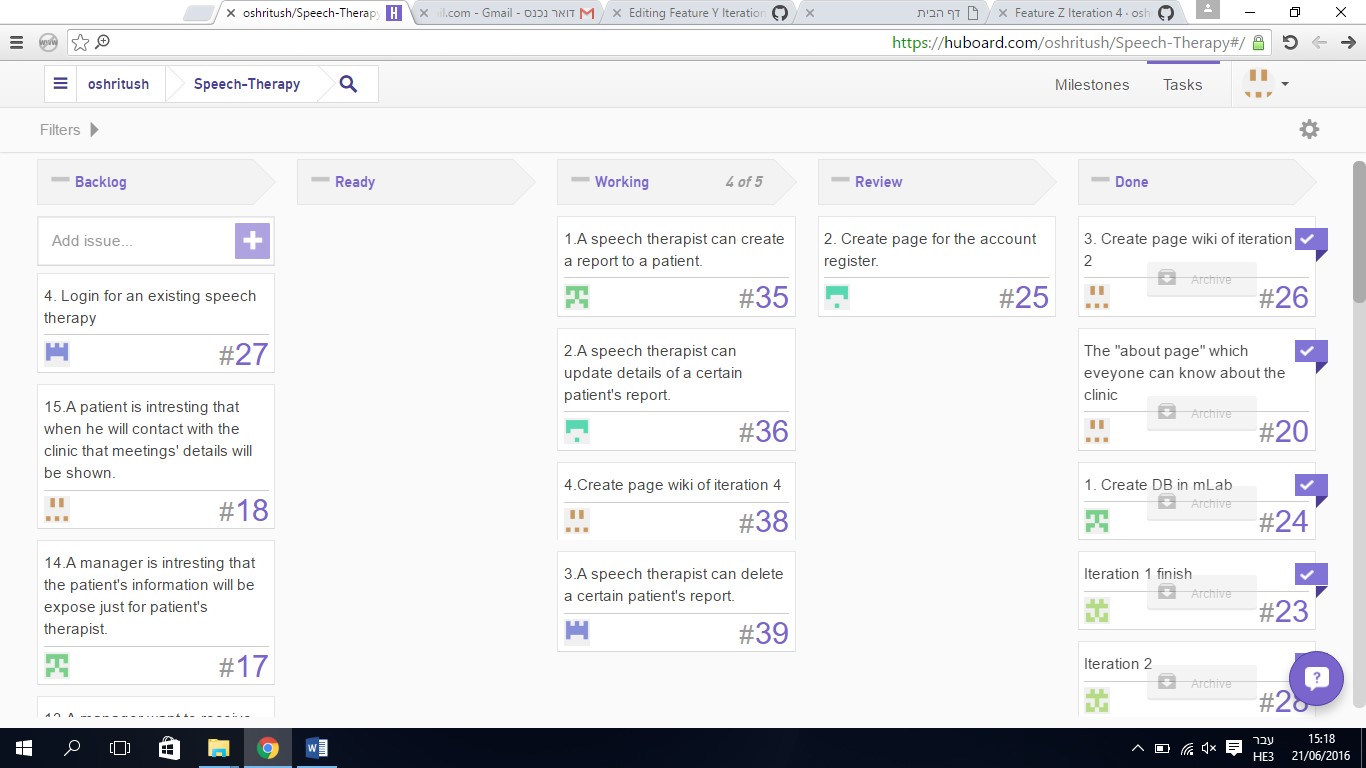 oshritush/Speech-Therapy
il.com - Gmail - דואר נכנס
Editing Feature Y Iteration
דף הבית
Feature Z Iteration 4 · osh
https://huboard.com/oshritush/Speech-Therapy#/
oshritush
Speech-Therapy
Milestones
Tasks
Filters
Backlog
Add issue...
4. Login for an existing speech
therapy
#27
15.A patient is intresting that
when he will contact with the
clinic that meetings' details will
be shown.
#18
14.A manager is intresting that
the patient's information will be
expose just for patient's
therapist.
#17
Ready
Working
4 of 5
1.A speech therapist can create
a report to a patient.
#35
2.A speech therapist can
update details of a certain
patient's report.
#36
4.Create page wiki of iteration 4
#38
3.A speech therapist can delete
a certain patient's report.
#39
Review
2. Create page for the account
register.
#25
Done
3. Create page wiki of iteration
2
Archive
#26
The "about page" which
eveyone can know about the
clinic
Archive
#20
1. Create DB in mLab
Archive
#24
Iteration 1 finish
Archive
#23
Iteration 2
Archive
#28
עבר
HE3
15:18
21/06/2016